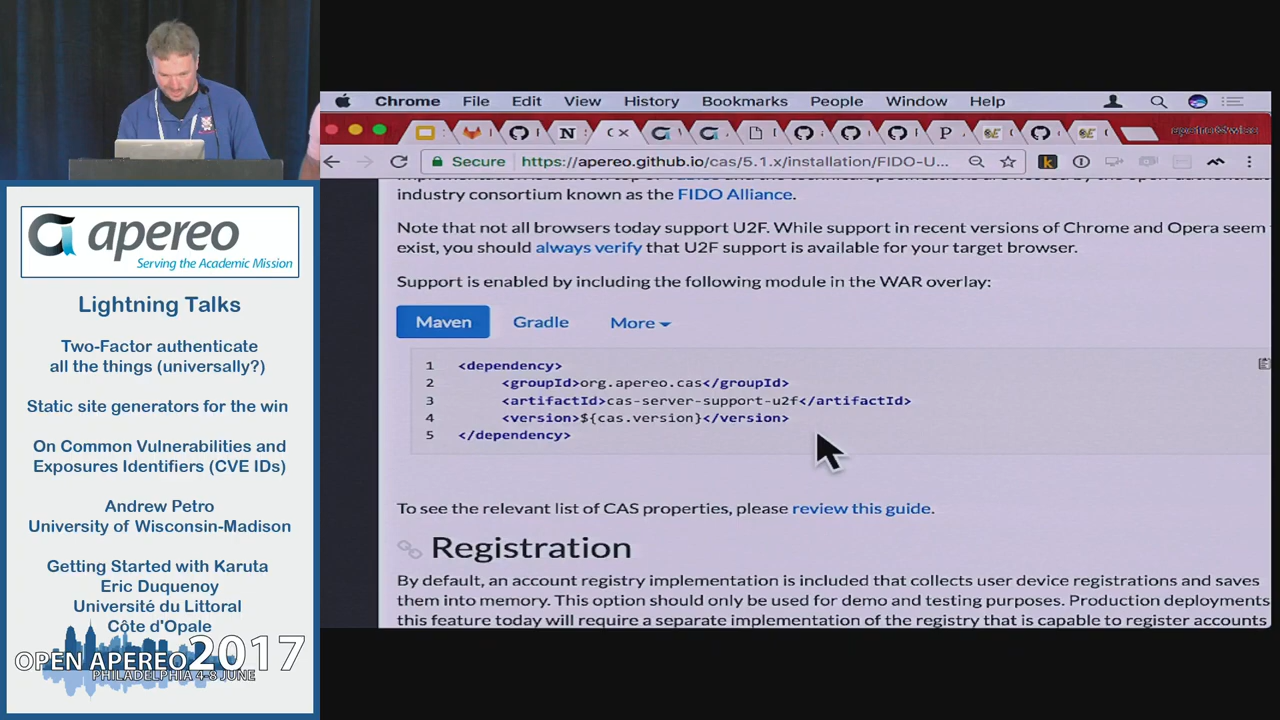 apereo
Serving the Academic Mission
Lightning Talks
Two-Factor authenticate
all the things (universally?)
Static site generators for the win
On Common Vulnerabilities and
Exposures Identifiers (CVE IDs)
Andrew Petro
University of Wisconsin-Madison
Getting Started with Karuta
Eric Duquenoy
Université du Littoral
Côte d'Opale
OPEN APEREO 2017
PHILADELPHIA 4-8 JUNE
Chrome File Edit View History Bookmarks People Window Help
Secure https://apereo.github.io/cas/5.1.x/installation/FIDO-U...
industry consortium known as the FIDO Alliance.
Note that not all browsers today support U2F. While support in recent versions of Chrome and Opera seem
exist, you should always verify that U2F support is available for your target browser.
Support is enabled by including the following module in the WAR overlay:
Maven Gradle More
1 <dependency>
2 <groupId>org.apereo.cas</groupId>
3 <artifactId>cas-server-support-u2f</artifactId>
4 <version>${cas.version}</version>
5 </dependency>
To see the relevant list of CAS properties, please review this guide.
Registration
By default, an account registry implementation is included that collects user device registrations and saves
them into memory. This option should only be used for demo and testing purposes. Production deployments
this feature today will require a separate implementation of the registry that is capable to register accounts